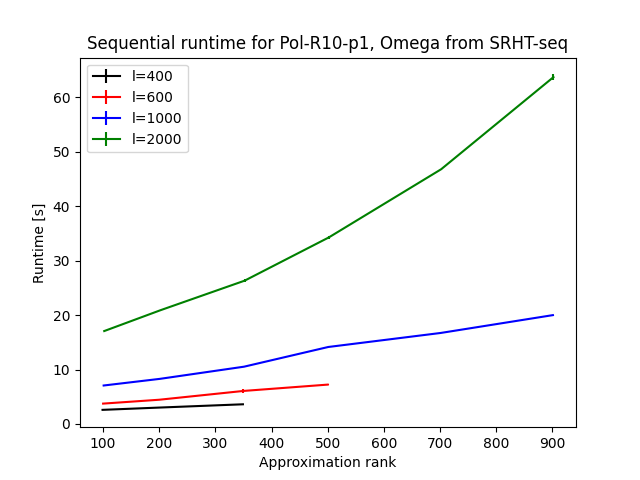 Sequential runtime for Pol-R10-p1, Omega from SRHT-seq
l=400
l=600
l=1000
l=2000
60
50
40
30
20
10
0
Runtime [s]
100 200 300 400 500 600 700 800 900
Approximation rank